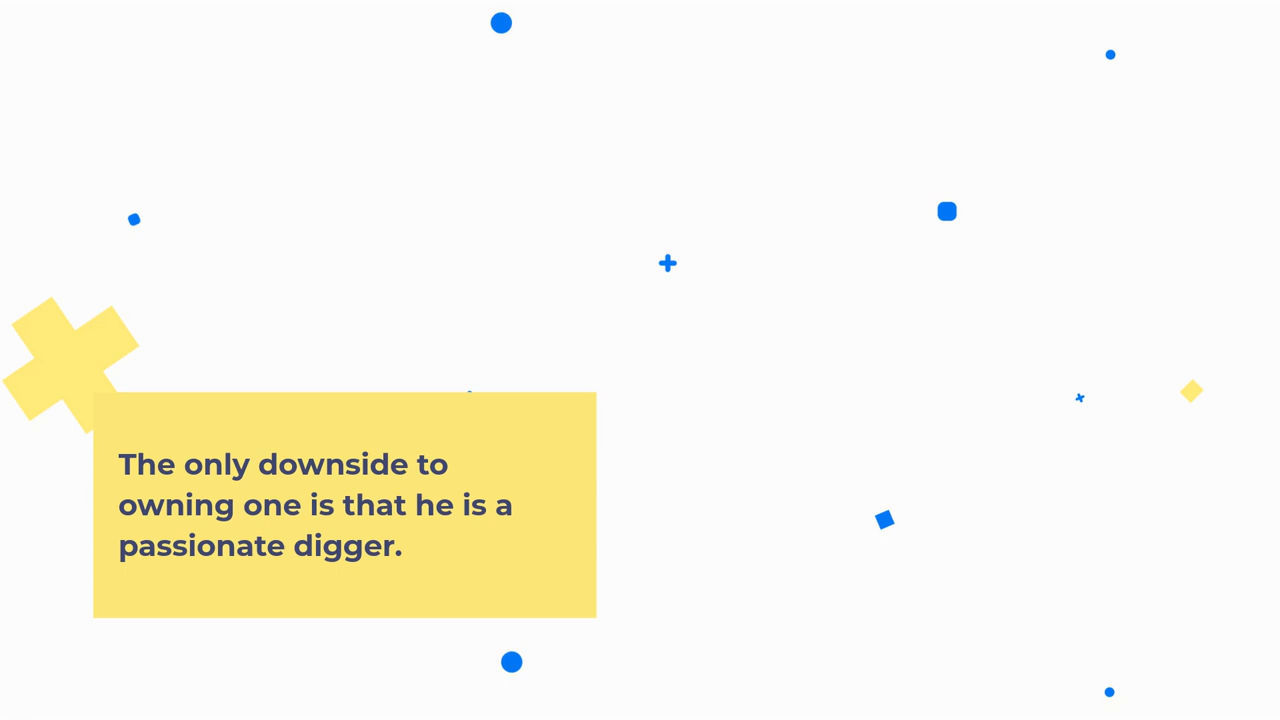 The only downside to
owning one is that he is a
passionate digger.